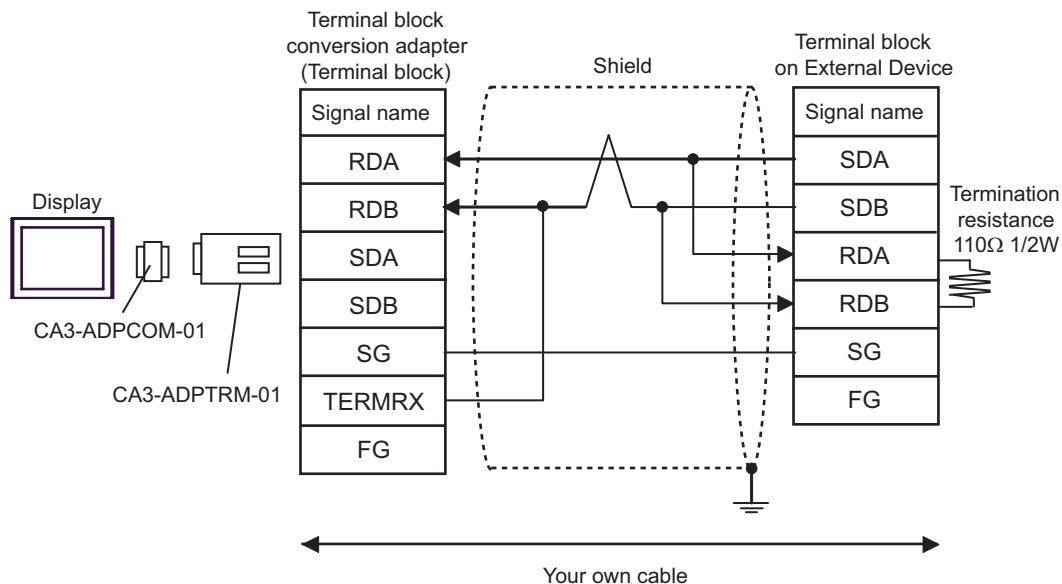 Terminal block
conversion adapter
(Terminal block)
Shield
Terminal block
on External Device
Signal name
RDA
RDB
SDA
SDB
SG
TERMRX
FG
Signal name
SDA
SDB
RDA
RDB
SG
FG
Termination
resistance
110Ω 1/2W
Display
CA3-ADPCOM-01
CA3-ADPTRM-01
Your own cable